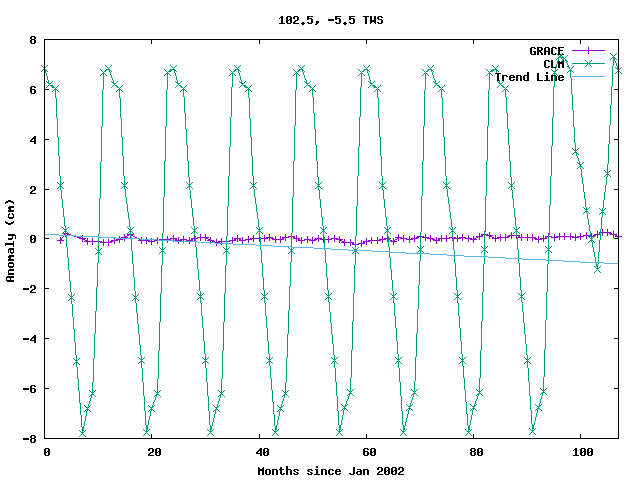 102.5, -5.5 TWS
GRACE
CLM
Trend Line
Anomaly (cm)
8
6
4
2
0
-2
-4
-6
-8
0 20 40 60 80 100
Months since Jan 2002